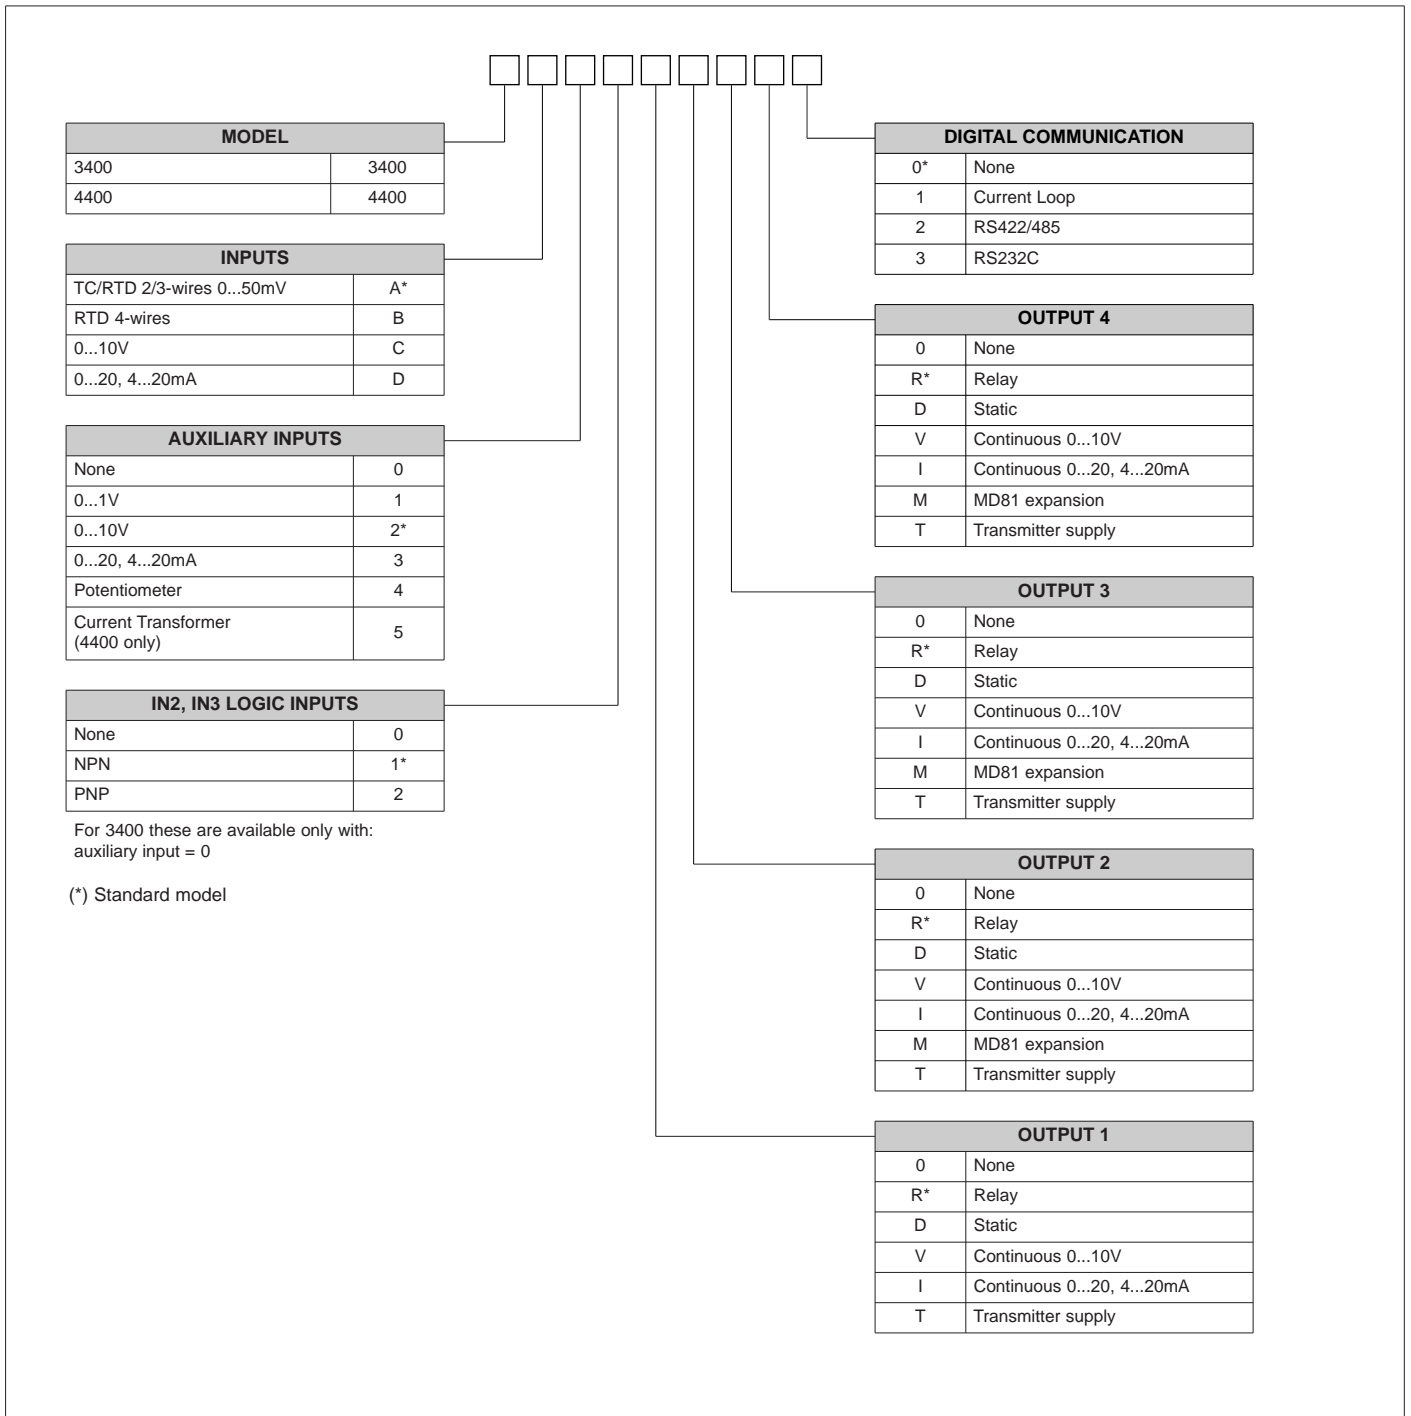 MODEL
3400 3400
4400 4400
INPUTS
TC/RTD 2/3-wires 0...50mV A*
RTD 4-wires B
0...10V C
0...20, 4...20mA D
AUXILIARY INPUTS
None 0
0...1V 1
0...10V 2*
0...20, 4...20mA 3
Potentiometer 4
Current Transformer
(4400 only) 5
IN2, IN3 LOGIC INPUTS
None 0
NPN 1*
PNP 2
For 3400 these are available only with:
auxiliary input = 0
(*) Standard model
DIGITAL COMMUNICATION
0* None
1 Current Loop
2 RS422/485
3 RS232C
OUTPUT 4
0 None
R* Relay
D Static
V Continuous 0...10V
I Continuous 0...20, 4...20mA
M MD81 expansion
T Transmitter supply
OUTPUT 3
0 None
R* Relay
D Static
V Continuous 0...10V
I Continuous 0...20, 4...20mA
M MD81 expansion
T Transmitter supply
OUTPUT 2
0 None
R* Relay
D Static
V Continuous 0...10V
I Continuous 0...20, 4...20mA
M MD81 expansion
T Transmitter supply
OUTPUT 1
0 None
R* Relay
D Static
V Continuous 0...10V
I Continuous 0...20, 4...20mA
T Transmitter supply